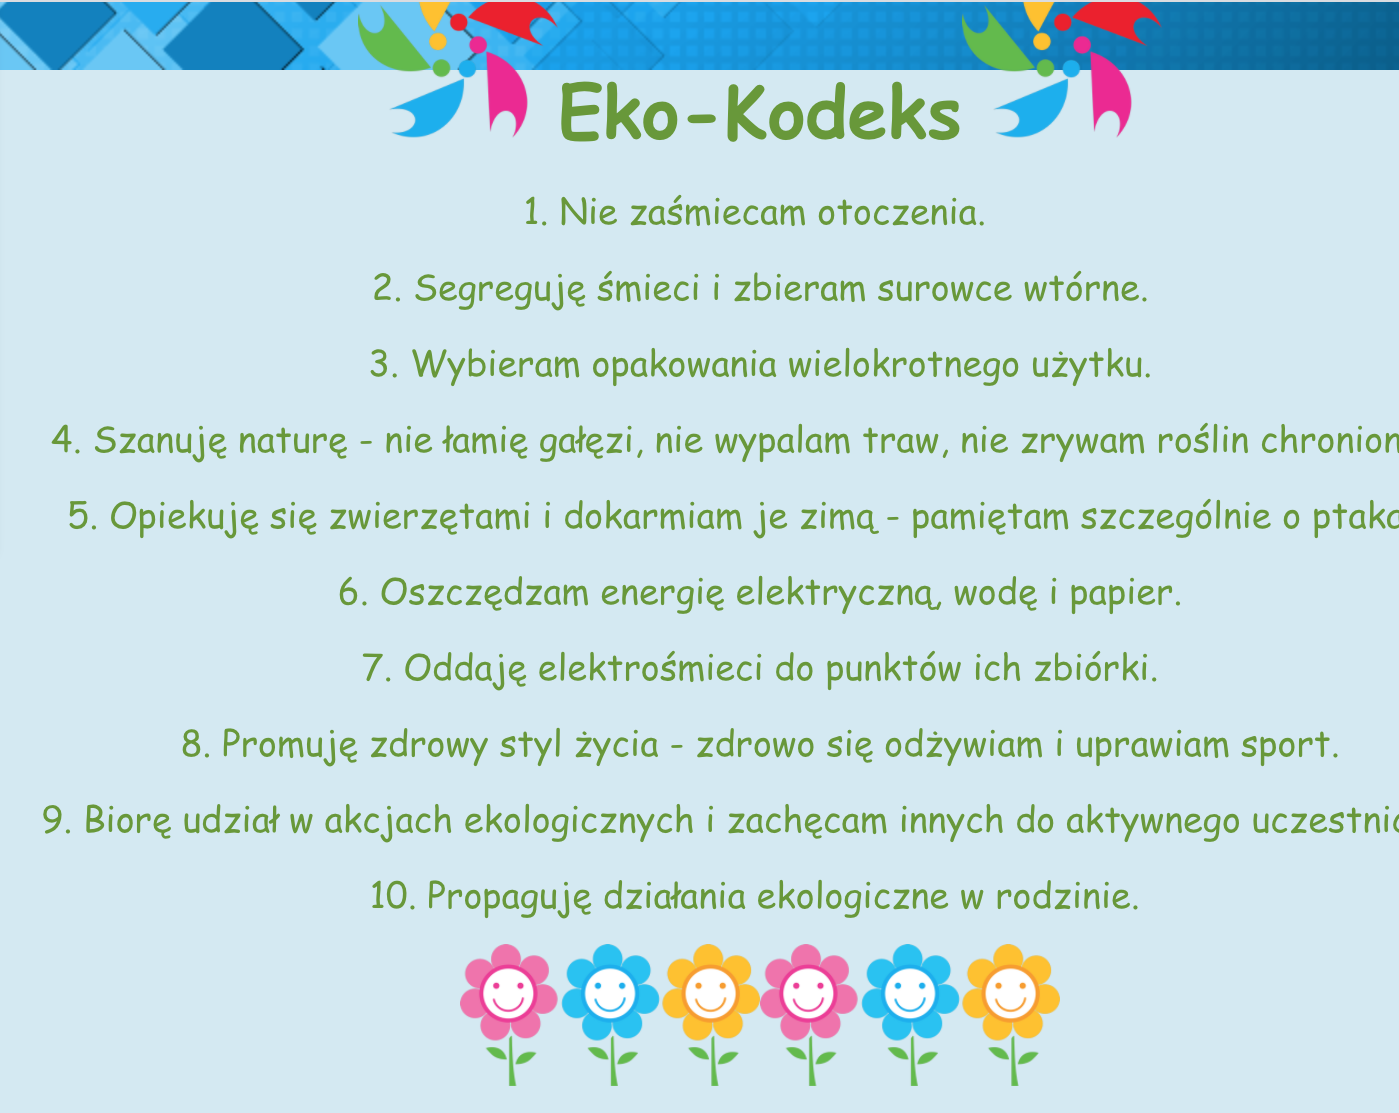 Eko-Kodeks
1. Nie zaśmiecam otoczenia.
2. Segreguję śmieci i zbieram surowce wtórne.
3. Wybieram opakowania wielokrotnego użytku.
4. Szanuję naturę - nie łamię gałęzi, nie wypalam traw, nie zrywam roślin
5. Opiekuję się zwierzętami i dokarmiam je zimą - pamiętam szczególnie o
6. Oszczędzam energię elektryczną, wodę i papier.
7. Oddaję elektrośmieci do punktów ich zbiórki.
8. Promuję zdrowy styl życia - zdrowo się odżywiam i uprawiam sport.
9. Biorę udział w akcjach ekologicznych i zachęcam innych do aktywnego
10. Propaguję działania ekologiczne w rodzinie.